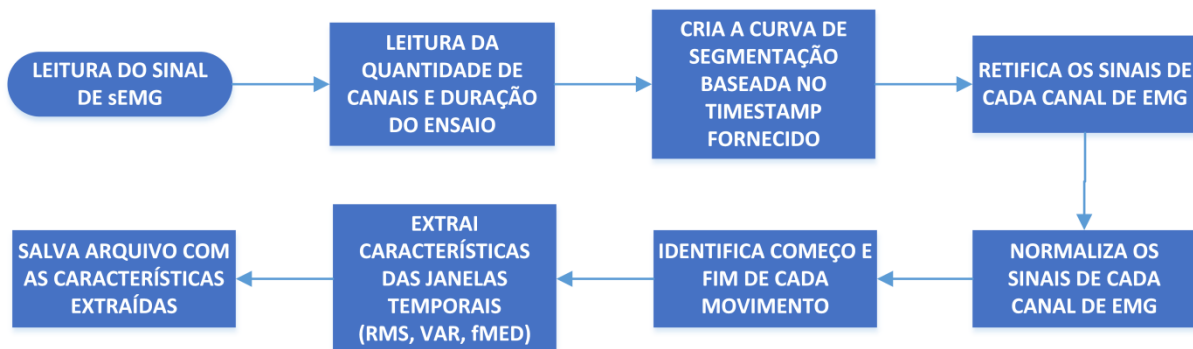 LEITURA DO SINAL
DE sEMG
LEITURA DA
QUANTIDADE DE
CANAIS E DURAÇÃO
DO ENSAIO
CRIA A CURVA DE
SEGMENTAÇÃO
BASEADA NO
TIMESTAMP
FORNECIDO
RETIFICA OS SINAIS DE
CADA CANAL DE EMG
NORMALIZA OS
SINAIS DE CADA
CANAL DE EMG
IDENTIFICA COMEÇO E
FIM DE CADA
MOVIMENTO
EXTRAI
CARACTERÍSTICAS
DAS JANELAS
TEMPORAIS
(RMS, VAR, fMED)
SALVA ARQUIVO COM
AS CARACTERÍSTICAS
EXTRAÍDAS